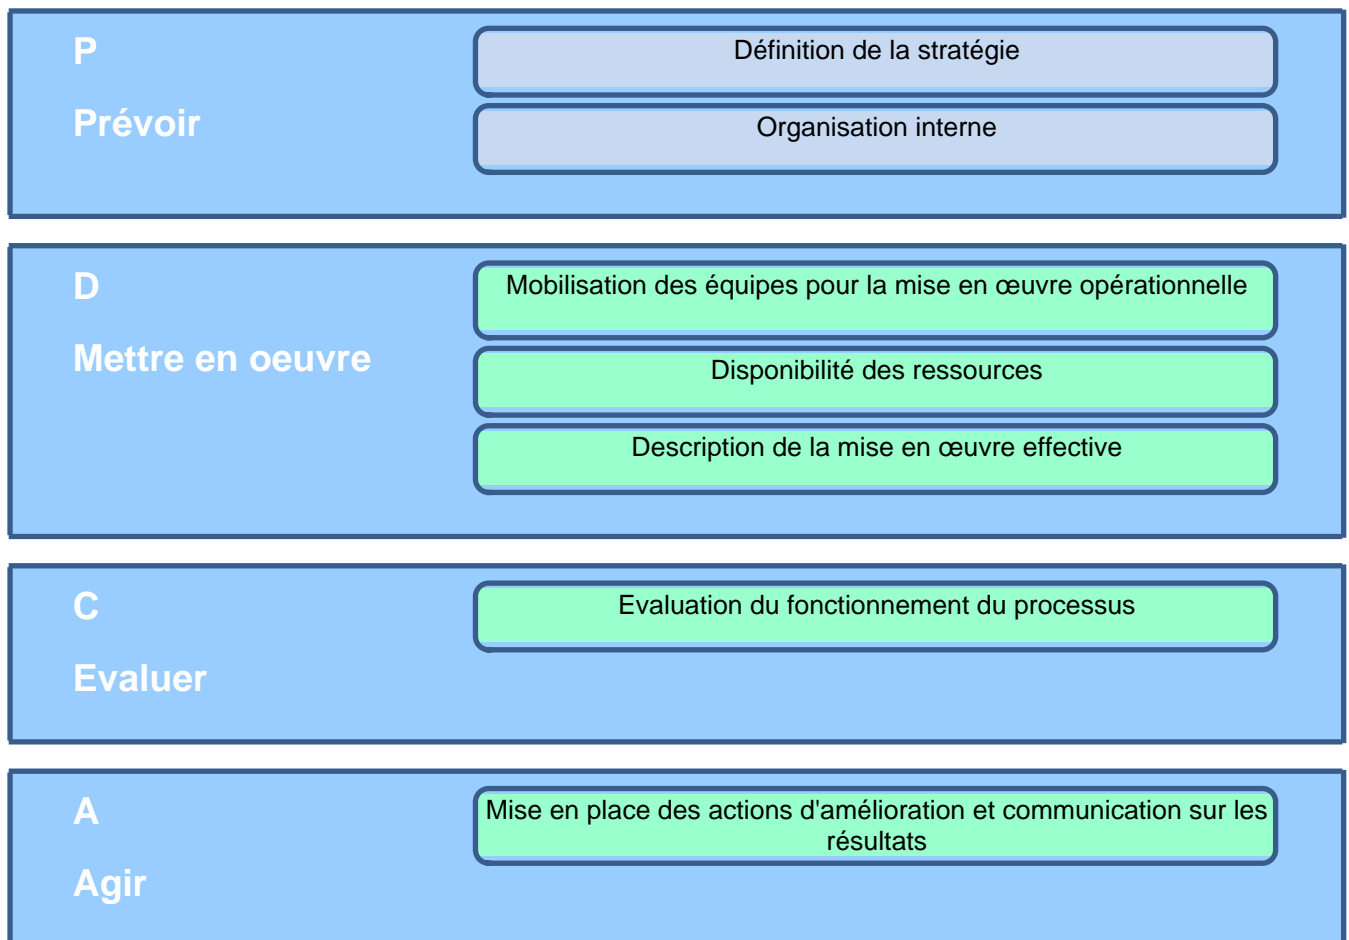 P
Définition de la stratégie
Prévoir
Organisation interne
D
Mobilisation des équipes pour la mise en œuvre opérationnelle
Mettre en oeuvre
Disponibilité des ressources
Description de la mise en œuvre effective
C
Evaluation du fonctionnement du processus
Evaluer
A
Mise en place des actions d'amélioration et communication sur les
résultats
Agir